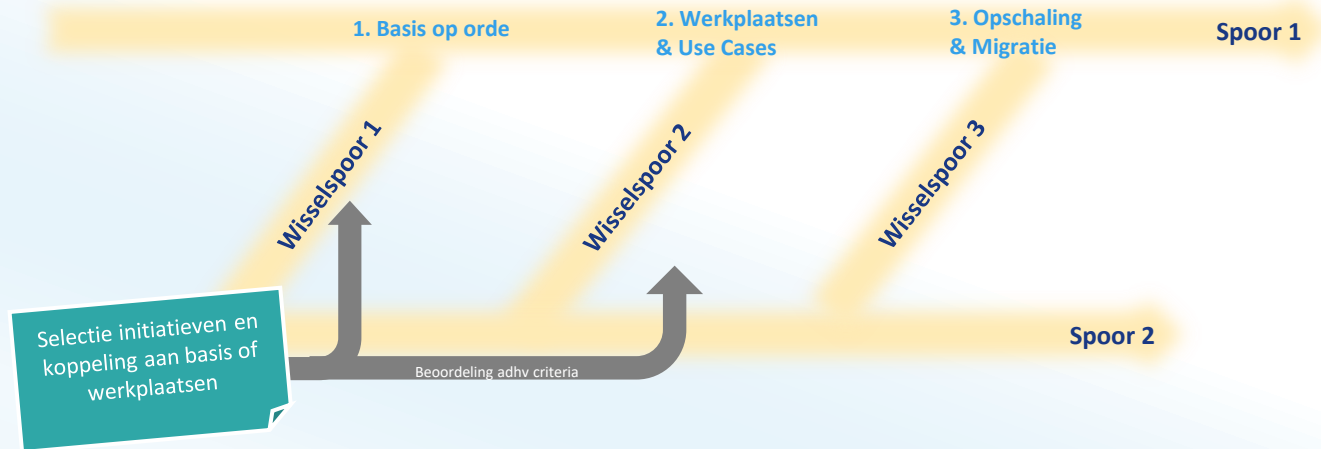 1. Basis op orde
2. Werkplaatsen
& Use Cases
3. Opschaling
& Migratie
Spoor 1
Wisselspoor 1
Wisselspoor 2
Wisselspoor 3
Selectie initiatieven en
koppeling aan basis of
werkplaatsen
Spoor 2
Beoordeling adhv criteria